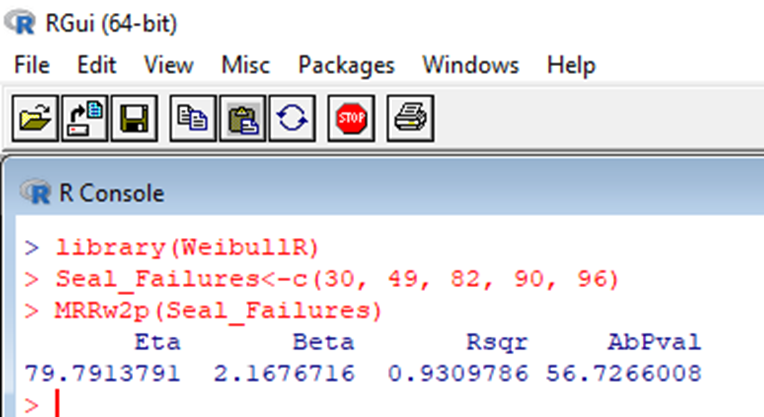 RGui (64-bit)
File Edit View Misc Packages Windows Help
STOP
R Console
> library(WeibullR)
> Seal_Failures<-c(30, 49, 82, 90, 96)
> MRRw2p(Seal_Failures)
Eta Beta Rsqr AbPval
79.7913791 2.1676716 0.9309786 56.7266008
>